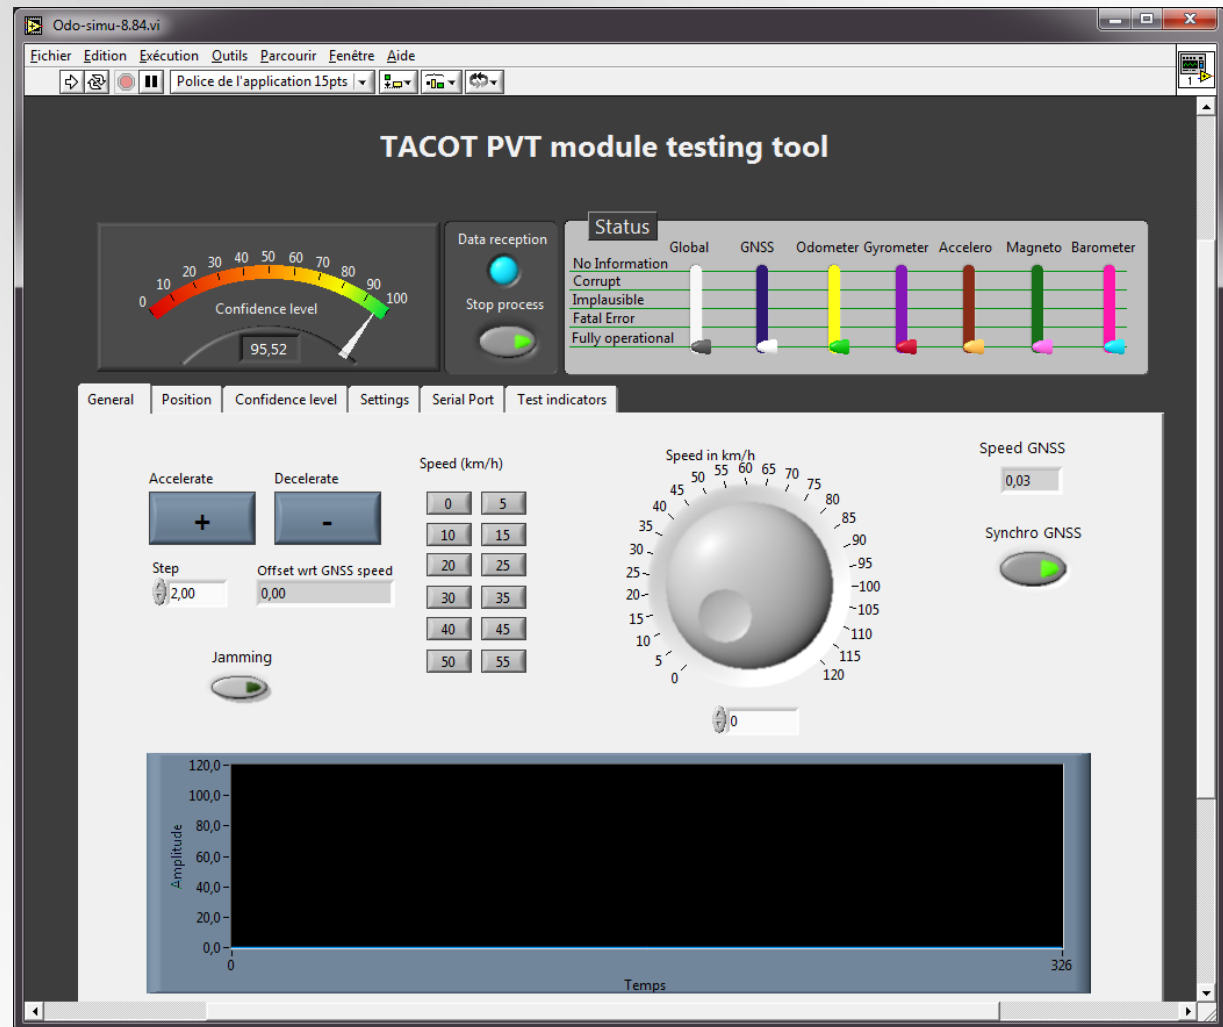 Odo-simu-8.84.vi
Fichier Edition Exécution Outils Parcourir Fenêtre Aide
Police de l'application 15pts
1
TACOT PVT module testing tool
0 10 20 30 40 50 60 70 80 90 100
Confidence level
95,52
Data reception
Stop process
Status
Global GNSS Odometer Gyrometer Accelero Magneto Barometer
No Information
Corrupt
Implausible
Fatal Error
Fully operational
General Position Confidence level Settings Serial Port Test indicators
Accelerate Decelerate
+ -
Step Offset wrt GNSS speed
2,00 0,00
Jamming
Speed (km/h)
0 5
10 15
20 25
30 35
40 45
50 55
Speed in km/h
0 5 10 15 20 25 30 35 40 45 50 55 60 65 70 75 80 85 90 95 100 105 110 115 120
0
Speed GNSS
0,03
Synchro GNSS
120,0
100,0
80,0
60,0
40,0
20,0
0,0
Amplitude
0 326
Temps